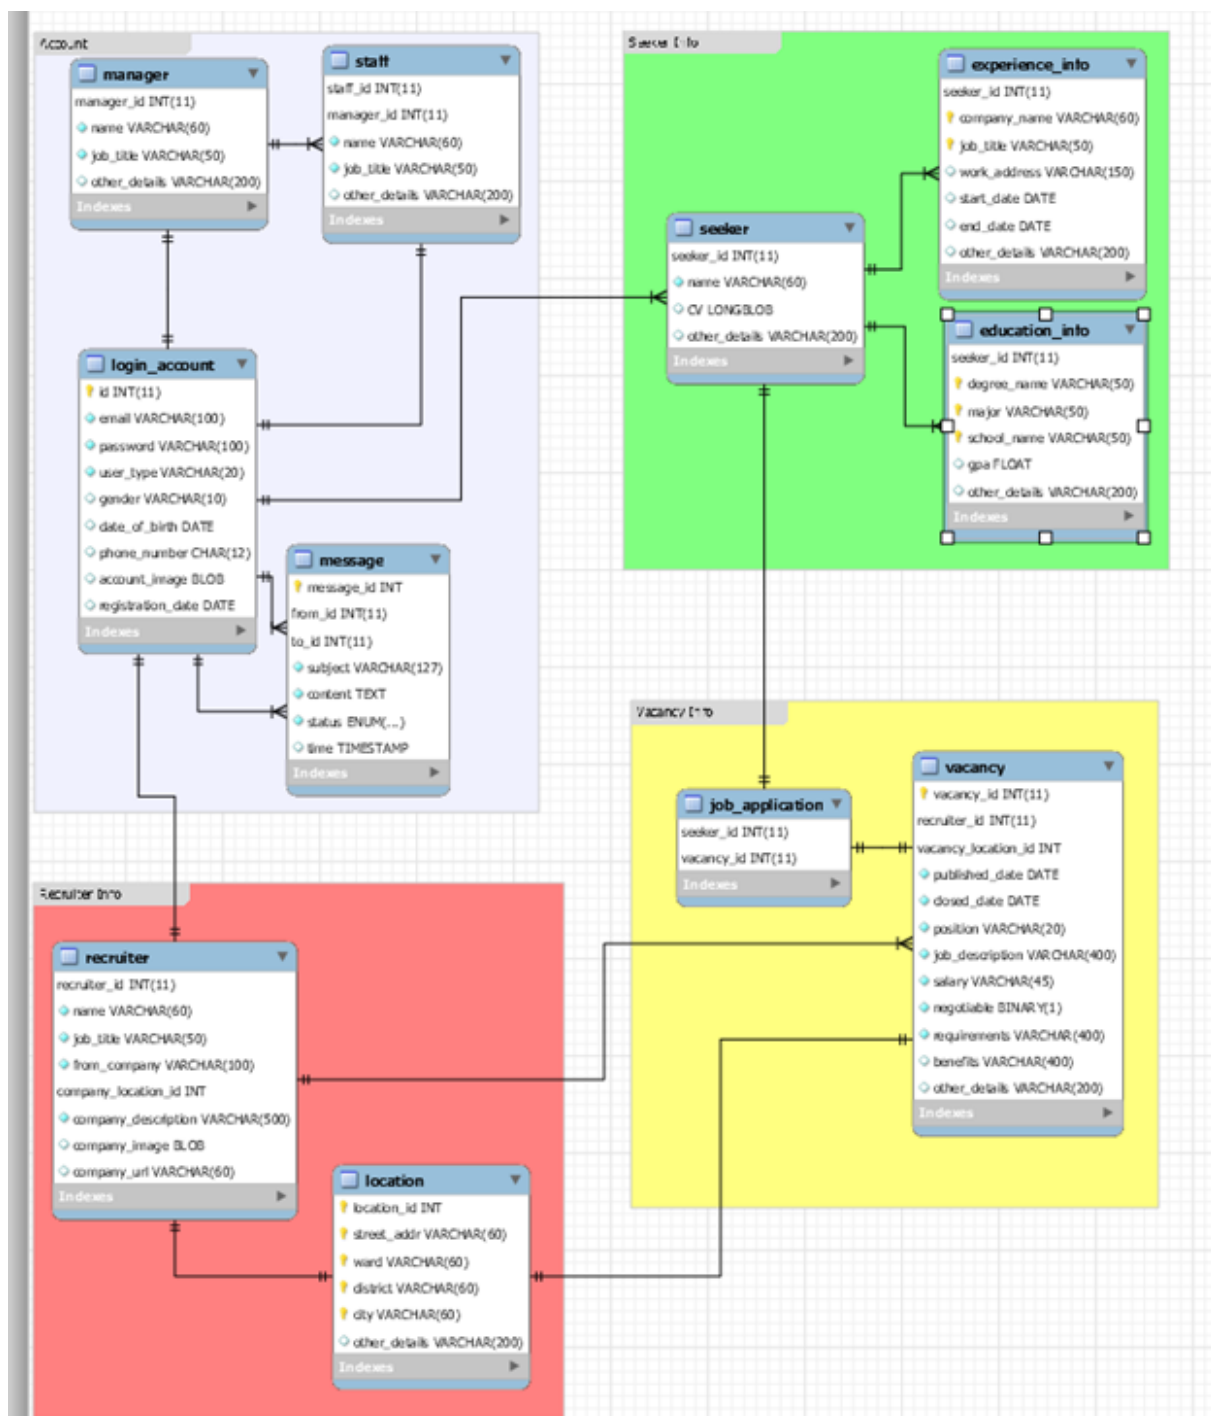 Account
manager
manager_id INT(11)
name VARCHAR(60)
job_title VARCHAR(50)
other_details VARCHAR(200)
Indexes
staff
staff_id INT(11)
manager_id INT(11)
name VARCHAR(60)
job_title VARCHAR(50)
other_details VARCHAR(200)
Indexes
login_account
id INT(11)
email VARCHAR(100)
password VARCHAR(100)
user_type VARCHAR(20)
gender VARCHAR(10)
date_of_birth DATE
phone_number CHAR(12)
account_image BLOB
registration_date DATE
Indexes
message
message_id INT
from_id INT(11)
to_id INT(11)
subject VARCHAR(127)
content TEXT
status ENUM(...)
time TIMESTAMP
Indexes
Seeker Info
experience_info
seeker_id INT(11)
company_name VARCHAR(60)
job_title VARCHAR(50)
work_address VARCHAR(150)
start_date DATE
end_date DATE
other_details VARCHAR(200)
Indexes
seeker
seeker_id INT(11)
name VARCHAR(60)
CV LONGBLOB
other_details VARCHAR(200)
Indexes
education_info
seeker_id INT(11)
degree_name VARCHAR(50)
major VARCHAR(50)
school_name VARCHAR(50)
gpa FLOAT
other_details VARCHAR(200)
Indexes
Vacancy Info
job_application
seeker_id INT(11)
vacancy_id INT(11)
Indexes
vacancy
vacancy_id INT(11)
recruiter_id INT(11)
vacancy_location_id INT
published_date DATE
closed_date DATE
position VARCHAR(20)
job_description VARCHAR(400)
salary VARCHAR(45)
negotiable BINARY(1)
requirements VARCHAR(400)
benefits VARCHAR(400)
other_details VARCHAR(200)
Indexes
Recruiter Info
recruiter
recruiter_id INT(11)
name VARCHAR(60)
job_title VARCHAR(50)
from_company VARCHAR(100)
company_location_id INT
company_description VARCHAR(500)
company_image BLOB
company_url VARCHAR(60)
Indexes
location
location_id INT
street_addr VARCHAR(60)
ward VARCHAR(60)
district VARCHAR(60)
city VARCHAR(60)
other_details VARCHAR(200)
Indexes